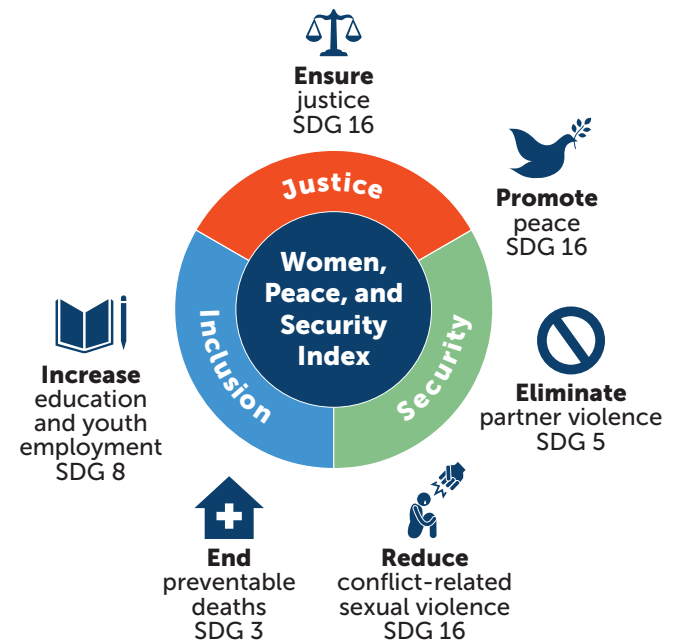 Ensure
justice
SDG 16
Promote
peace
SDG 16
Justice
Women,
Peace, and
Security
Index
Inclusion
Security
Eliminate
partner violence
SDG 5
Increase
education
and youth
employment
SDG 8
End
preventable
deaths
SDG 3
Reduce
conflict-related
sexual violence
SDG 16